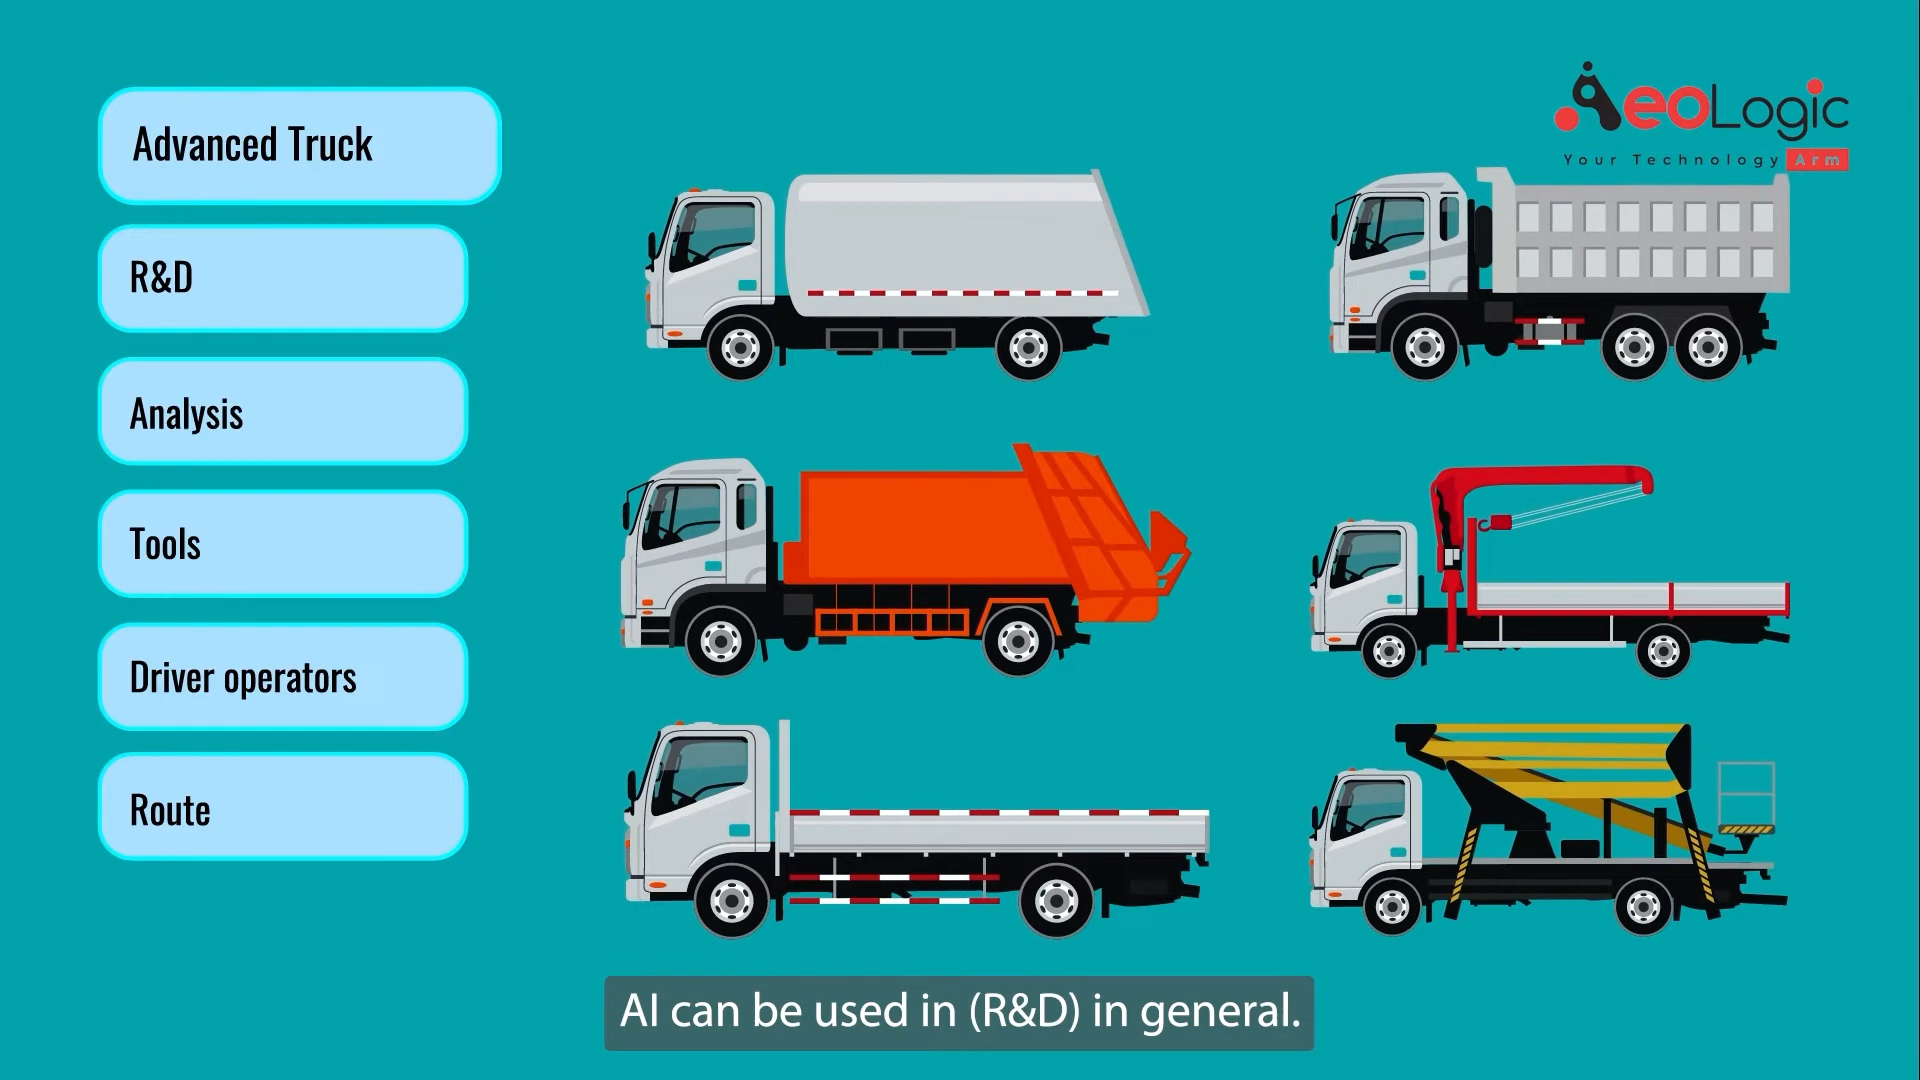 Advanced Truck
R&D
Analysis
Tools
Driver operators
Route
AeoLogic
Your Technology Arm
AI can be used in (R&D) in general.